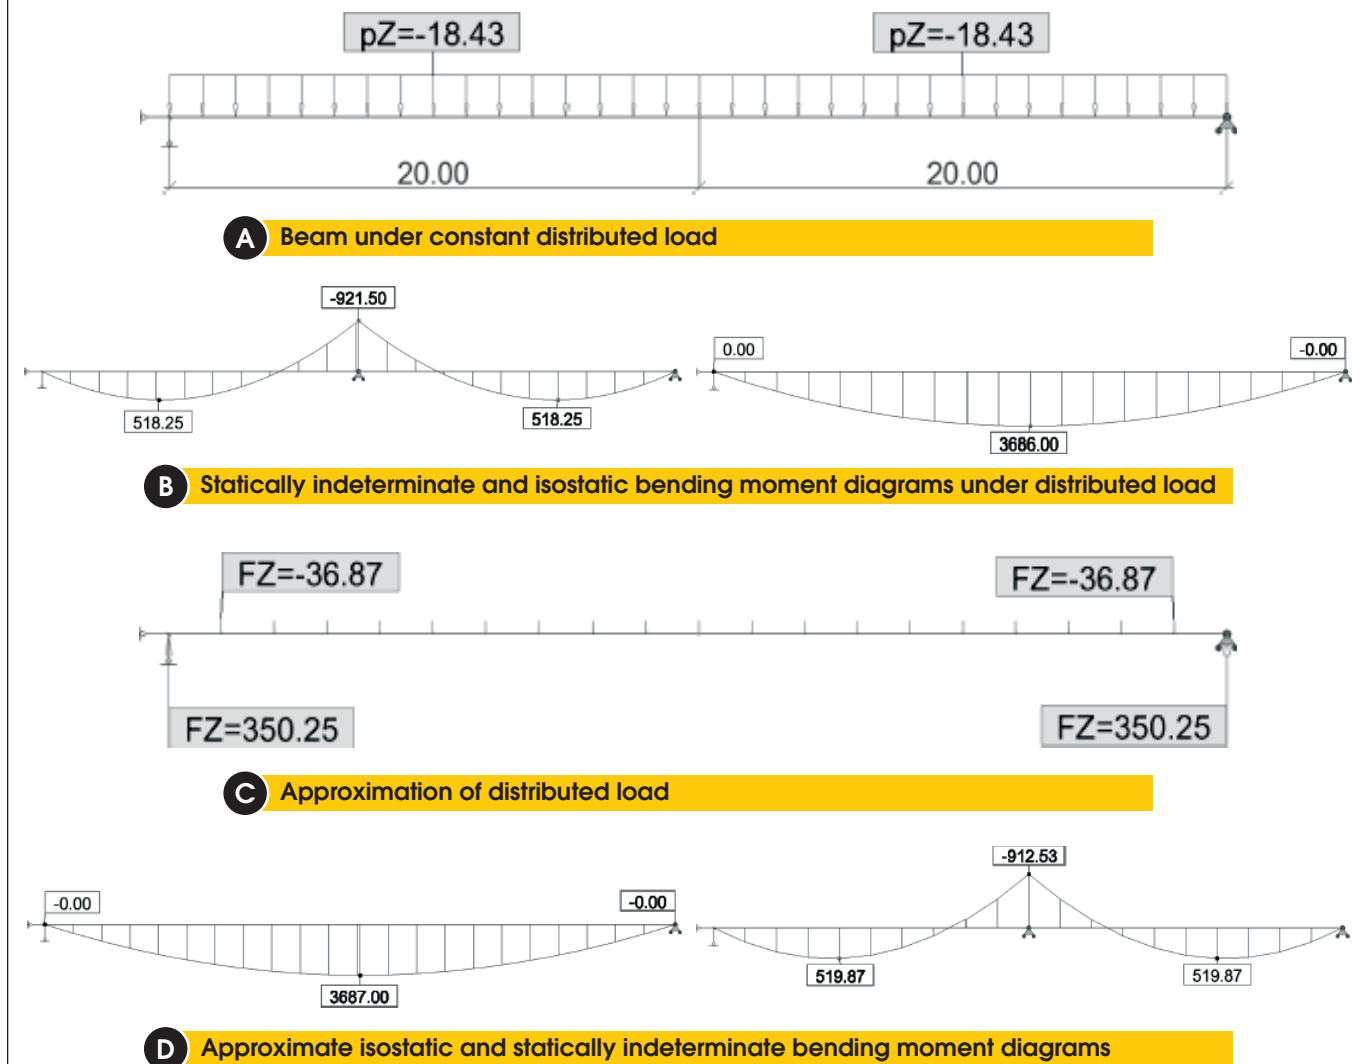 pZ=-18.43 pZ=-18.43
20.00 20.00
A Beam under constant distributed load
-921.50
0.00 -0.00
518.25 518.25
3686.00
B Statically indeterminate and isostatic bending moment diagrams under distributed load
FZ=-36.87 FZ=-36.87
FZ=350.25 FZ=350.25
C Approximation of distributed load
-912.53
-0.00 -0.00
519.87 519.87
3687.00
D Approximate isostatic and statically indeterminate bending moment diagrams